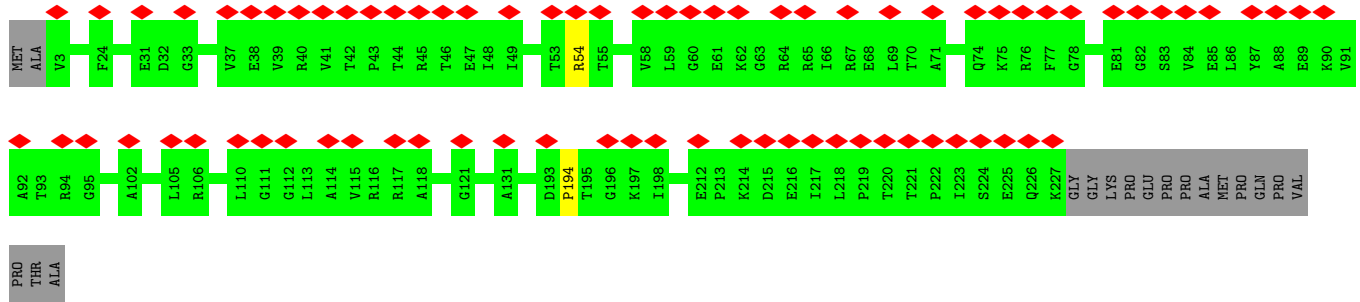 MET ALA V3 F24 E31 D32 G33 V37 E38 V39 R40 V41 T42 P43 T44 R45 T46 E47 I48 I49 T53 R54 T55 V58 L59 G60 E61 K62 G63 R64 R65 I66 R67 E68 L69 T70 A71 Q74 K75 R76 F77 G78 E81 G82 S83 V84 E85 L86 Y87 A88 E89 K90 V91
A92 T93 R94 G95 A102 L105 R106 L110 G111 G112 L113 A114 V115 R116 R117 A118 G121 A131 D193 P194 T195 G196 K197 I198 E212 P213 K214 D215 E216 I217 L218 P219 T220 T221 P222 I223 S224 E225 Q226 K227 GLY GLY LYS PRO GLU PRO PRO ALA MET PRO GLN PRO VAL
PRO THR ALA